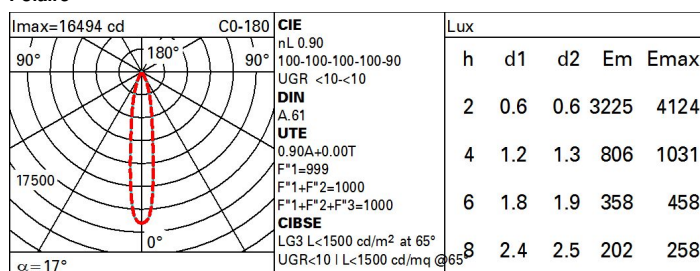 Imax=16494 cd C0-180
90° 180° 90°
17500
0°
α=17°
CIE
nL 0.90
100-100-100-100-90
UGR <10-<10
DIN
A.61
UTE
0.90A+0.00T
F"1=999
F"1+F"2=1000
F"1+F"2+F"3=1000
CIBSE
LG3 L<1500 cd/m² at 65°
UGR<10 | L<1500 cd/mq @65°
Lux
h d1 d2 Em Emax
2 0.6 0.6 3225 4124
4 1.2 1.3 806 1031
6 1.8 1.9 358 458
8 2.4 2.5 202 258